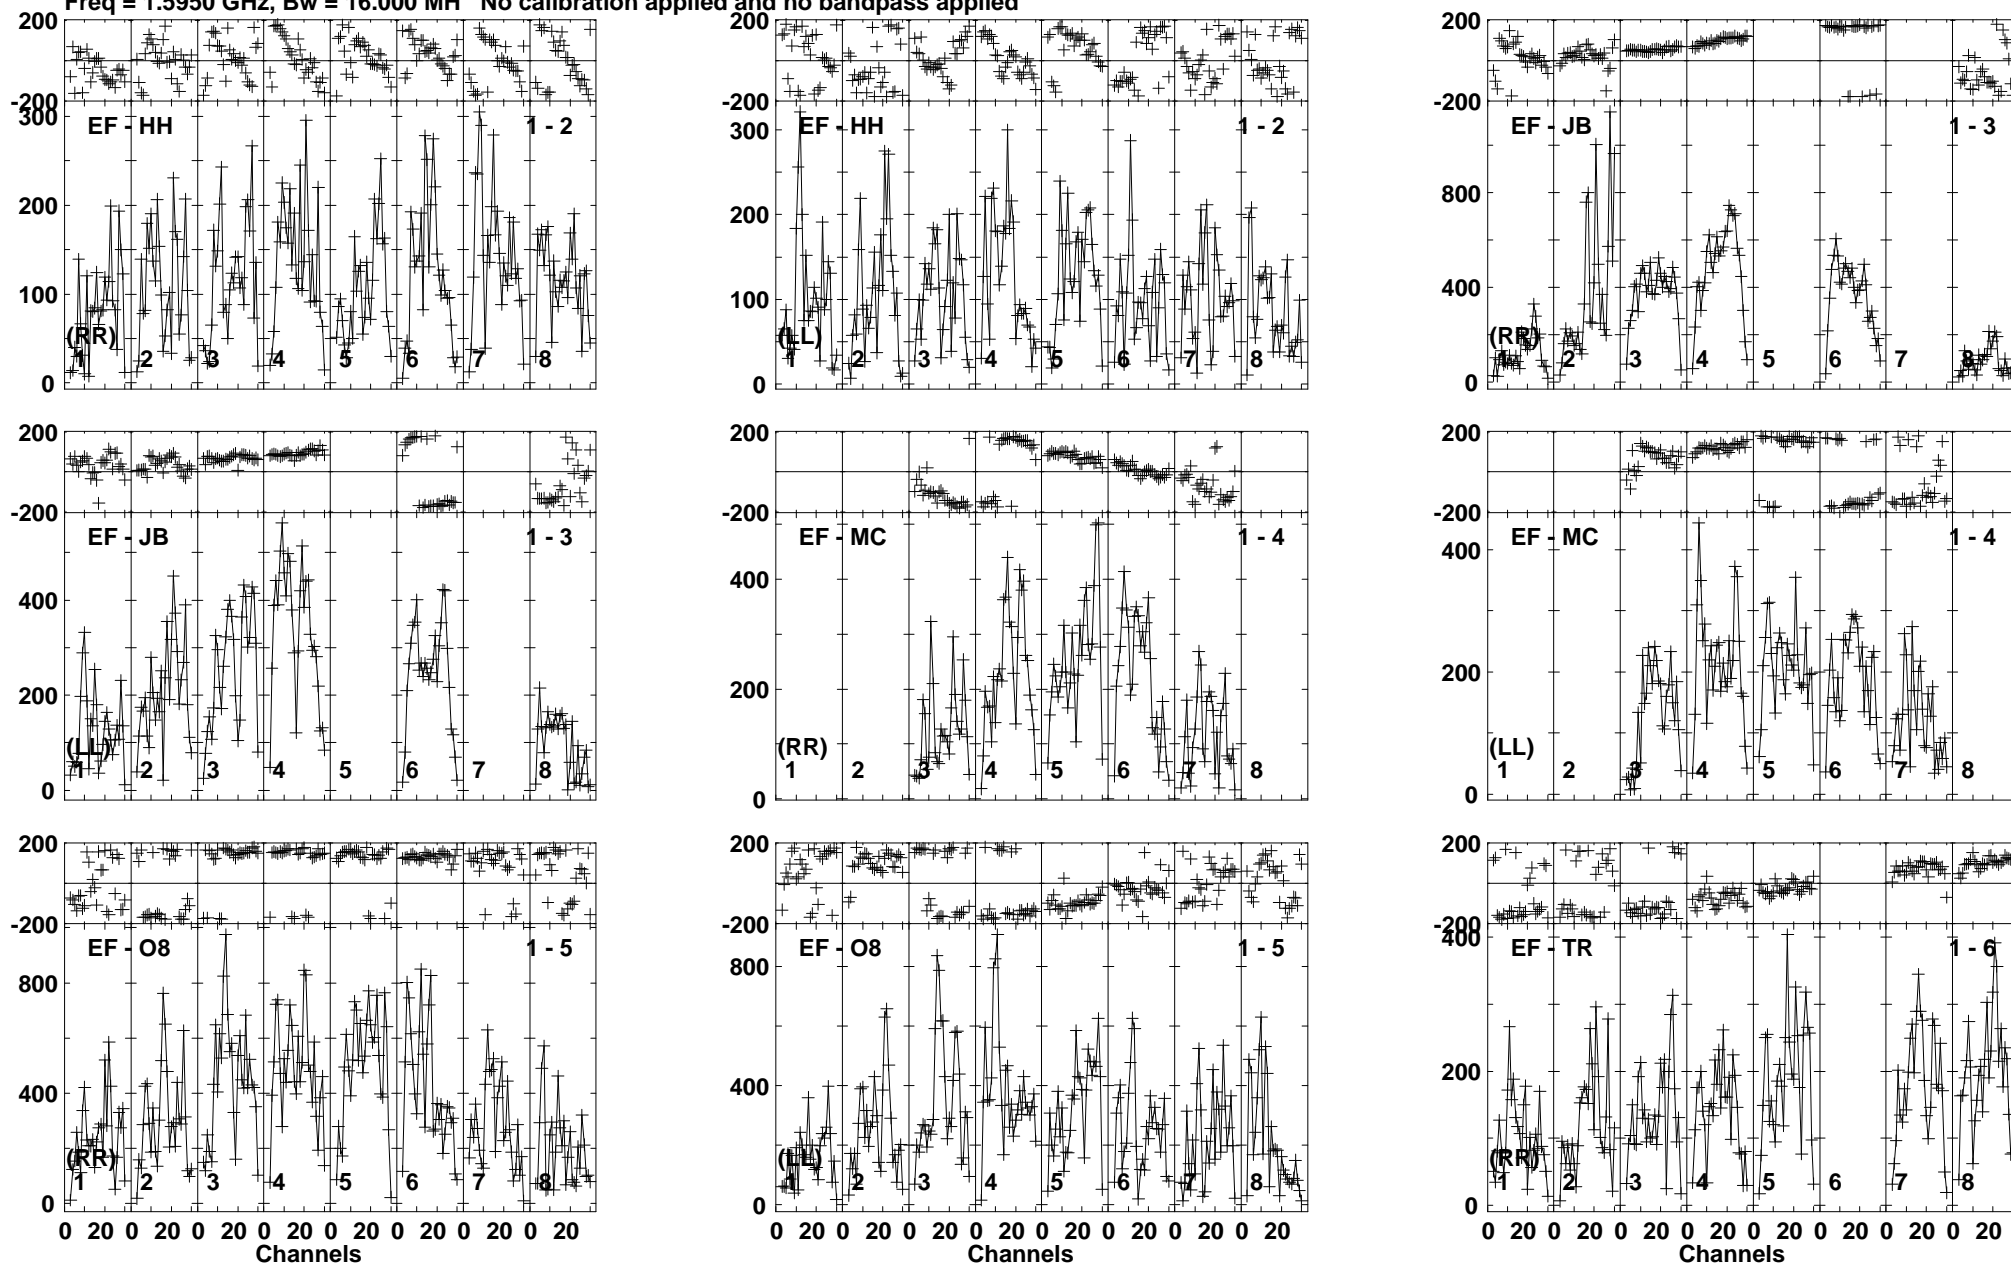 Freq = 1.5950 GHz, Bw = 16.000 MH No calibration applied and no bandpass applied
200 200 200
-200 -200 -200
EF - HH 1 - 2 EF - HH 1 - 2 EF - JB 1 - 3
300 300 800
200 200 400
100 100 0
0 0
(RR) (LL) (RR)
1 2 3 4 5 6 7 8 1 2 3 4 5 6 7 8 1 2 3 4 5 6 7 8
200 200 200
-200 -200 -200
EF - JB 1 - 3 EF - MC 1 - 4 EF - MC 1 - 4
400 400 400
200 200 200
0 0 0
(LL) (RR) (LL)
1 2 3 4 5 6 7 8 1 2 3 4 5 6 7 8 1 2 3 4 5 6 7 8
200 200 200
-200 -200 -200
EF - O8 1 - 5 EF - O8 1 - 5 EF - TR 1 - 6
800 800 400
400 400 200
0 0 0
(RR) (LL) (RR)
1 2 3 4 5 6 7 8 1 2 3 4 5 6 7 8 1 2 3 4 5 6 7 8
0 20 0 20 0 20 0 20 0 20 0 20 0 20 0 20 0 20 0 20 0 20 0 20 0 20 0 20 0 20 0 20 0 20 0 20 0 20 0 20 0 20 0 20 0 20 0 20
Channels Channels Channels